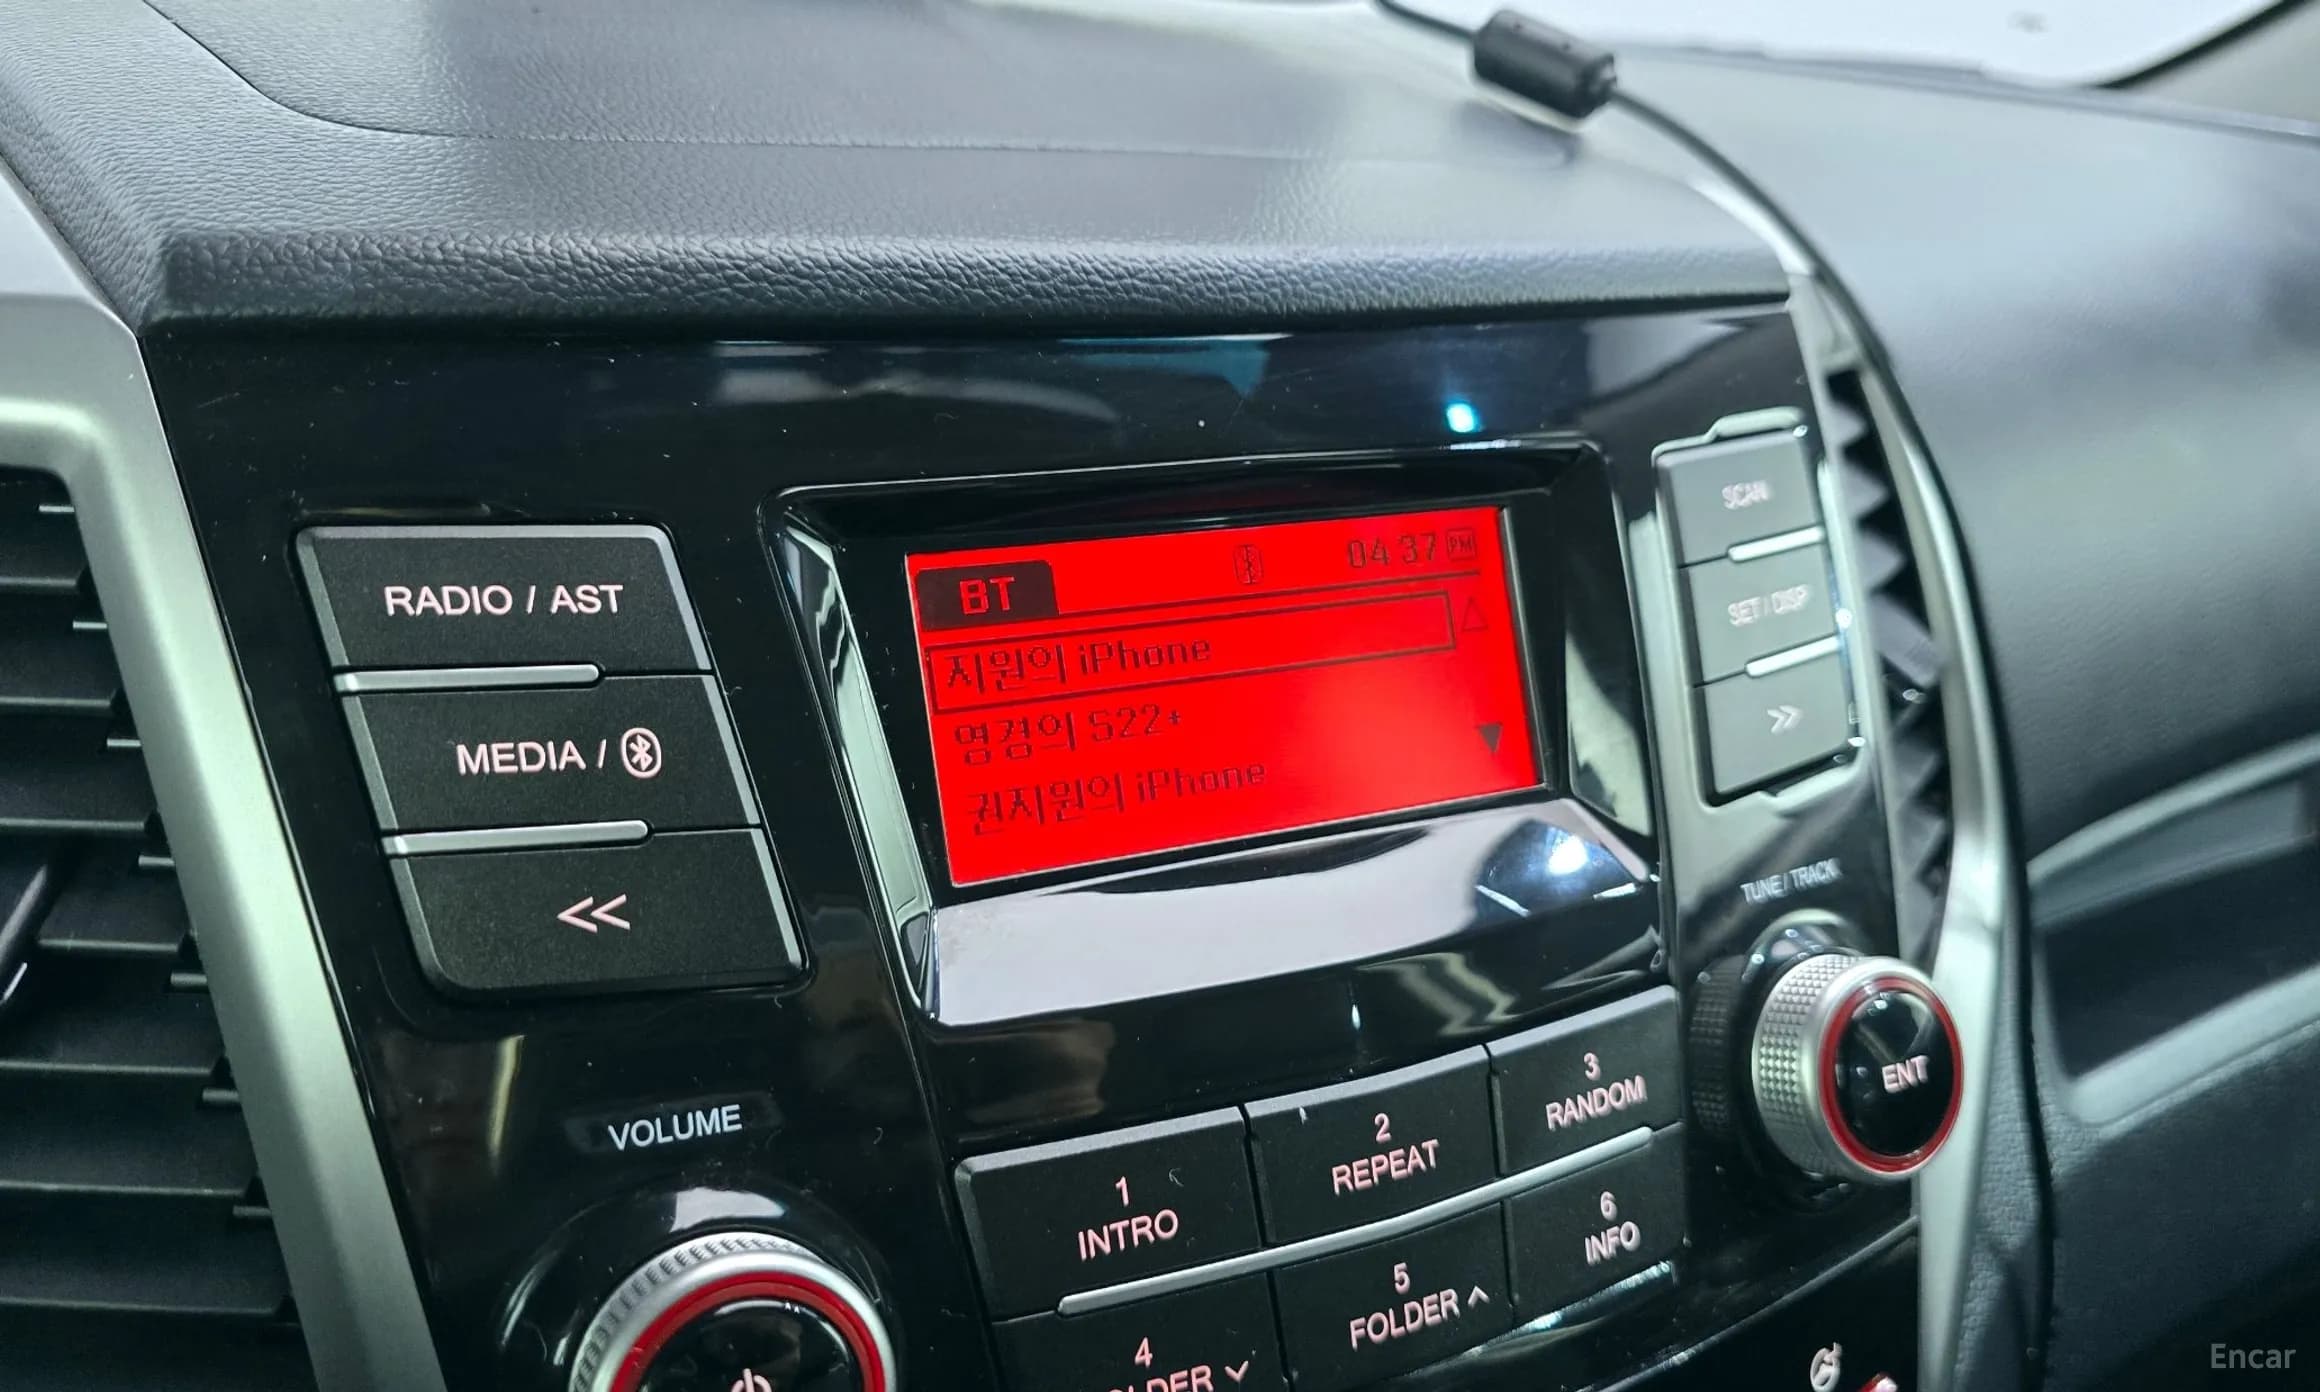 SCAN
BT 04 37 PM
RADIO / AST
SET / DISP
지원의 iPhone
영경의 S22+
MEDIA /
권지원의 iPhone
TUNE / TRACK
ENT
VOLUME
1
INTRO
2
REPEAT
3
RANDOM
4
5
FOLDER
6
INFO
Encar